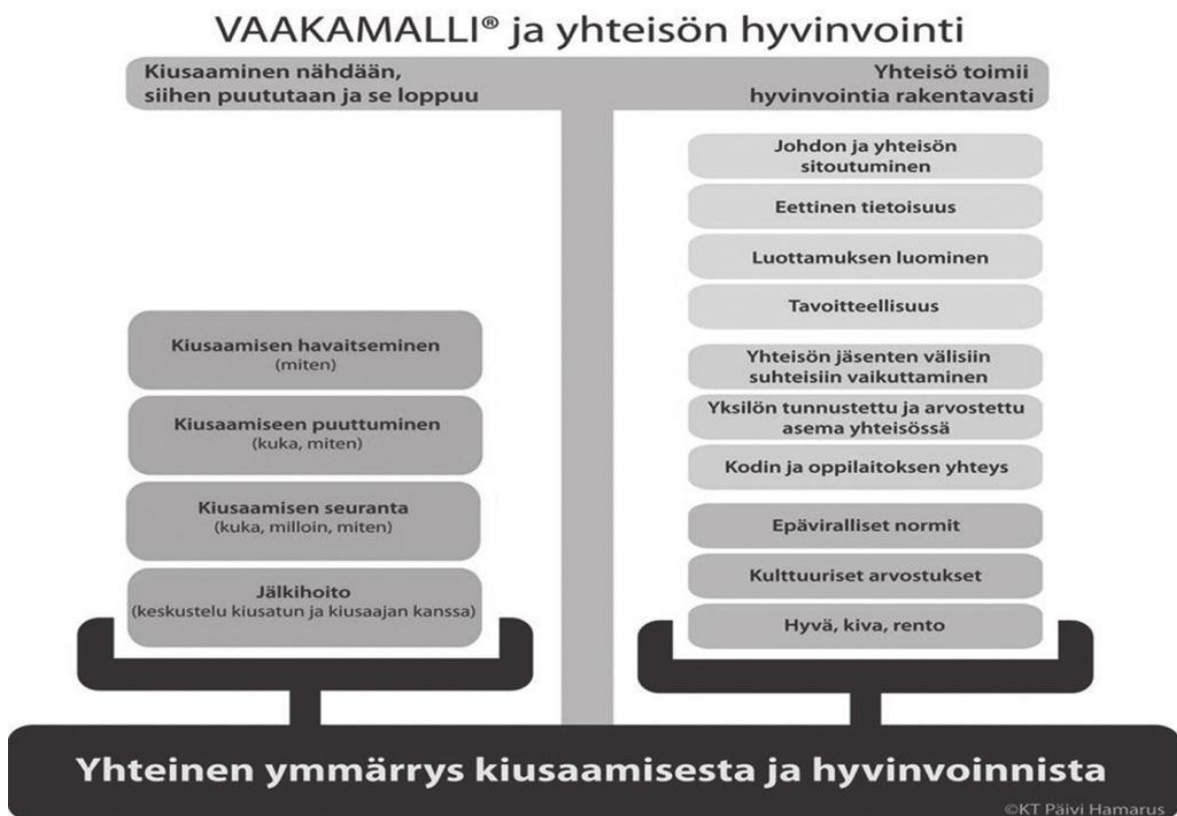 VAAKAMALLI® ja yhteisön hyvinvointi
Kiusaaminen nähdään,
siihen puututaan ja se loppuu
Yhteisö toimii
hyvinvointia rakentavasti
Kiusaamisen havaitseminen
(miten)
Kiusaamiseen puuttuminen
(kuka, miten)
Kiusaamisen seuranta
(kuka, milloin, miten)
Jälkihoito
(keskustelu kiusatun ja kiusaajan kanssa)
Johdon ja yhteisön
sitoutuminen
Eettinen tietoisuus
Luottamuksen luominen
Tavoitteellisuus
Yhteisön jäsenten välisiin
suhteisiin vaikuttaminen
Yksilön tunnustettu ja arvostettu
asema yhteisössä
Kodin ja oppilaitoksen yhteys
Epäviralliset normit
Kulttuuriset arvostukset
Hyvä, kiva, rento
Yhteinen ymmärrys kiusaamisesta ja hyvinvoinnista
©KT Päivi Hamarus